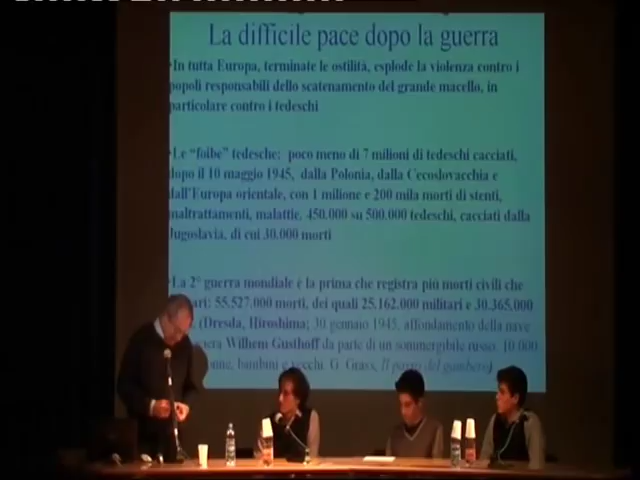 La difficile pace dopo la guerra
In tutta Europa, terminate le ostilità, esplode la violenza contro i
popoli responsabili dello scatenamento del grande macello, in
particolare contro i tedeschi
Le “foibe” tedesche: poco meno di 7 milioni di tedeschi cacciati,
dopo il 10 maggio 1945, dalla Polonia, dalla Cecoslovacchia e
dall'Europa orientale, con 1 milione e 200 mila morti di stenti,
maltrattamenti, malattie. 450.000 su 500.000 tedeschi, cacciati dalla
Jugoslavia, di cui 30.000 morti
La 2° guerra mondiale è la prima che registra più morti civili che
ari: 55.527.000 morti, dei quali 25.162.000 militari e 30.365.000
(Dresda, Hiroshima; 30 gennaio 1945, affondamento della nave
era Wilhem Gusthoff da parte di un sommergibile russo. 10.000
onne, bambini e vecchi. G. Grass, Il passo del gambero)